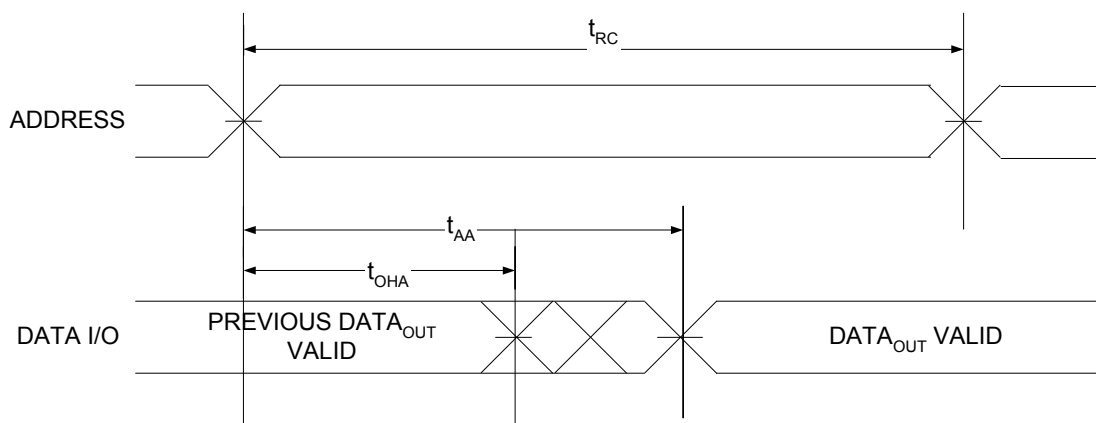 tRC
ADDRESS
tAA
tOHA
DATA I/O
PREVIOUS DATAOUT
VALID
DATAOUT VALID